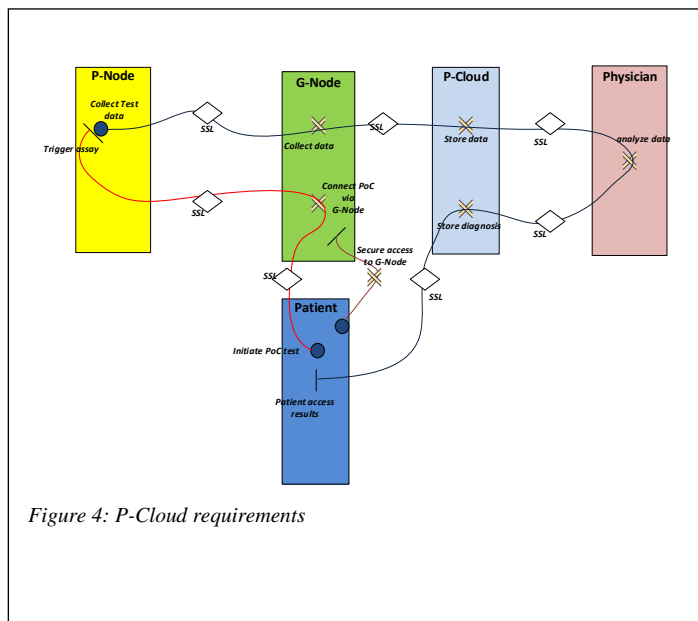 P-Node
G-Node
P-Cloud
Physician
Collect Test
data
Trigger assay
SSL
Collect data
SSL
Store data
SSL
analyze data
Connect PoC
via
G-Node
SSL
Store diagnosis
SSL
Secure access
to G-Node
SSL
SSL
Patient
Initiate PoC test
Patient access
results
Figure 4: P-Cloud requirements